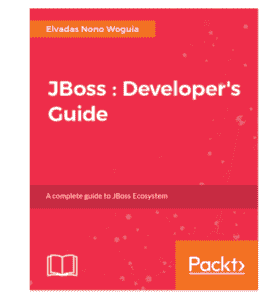 Elvadas Nono Woguia
JBoss : Developer's
Guide
A complete guide to JBoss Ecosystem
Packt>